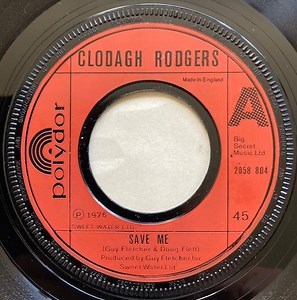 CLODAGH RODGERS
Made in England
A
polydor
Big
Secret
Music Ltd
2058 804
℗ 1976
SWEET WATER LTD.
45
SAVE ME
(Guy Fletcher & Doug Flett)
Produced by Guy Fletcher for
Sweet Water Ltd.